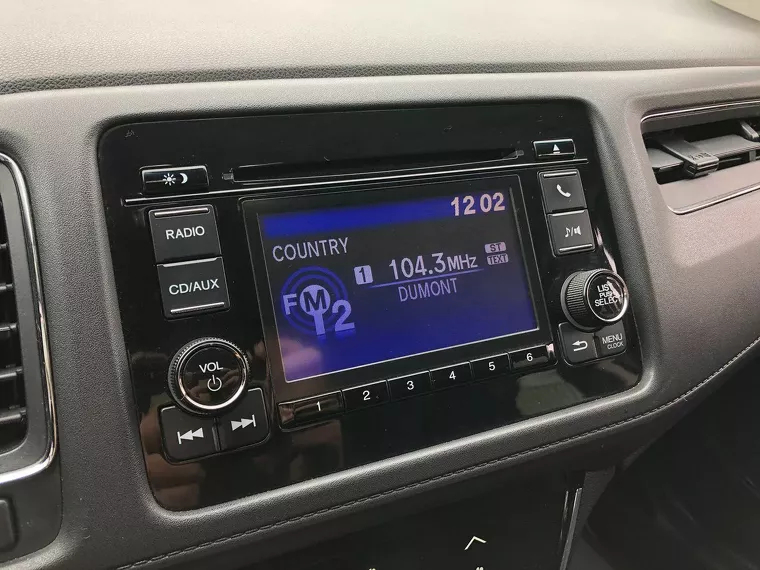 12 02
RADIO
COUNTRY
ST
TEXT
1
104.3MHz
CD/AUX
FM
2
DUMONT
LIST
PUSH
SELECT
VOL
MENU
CLOCK
1 2 3 4 5 6